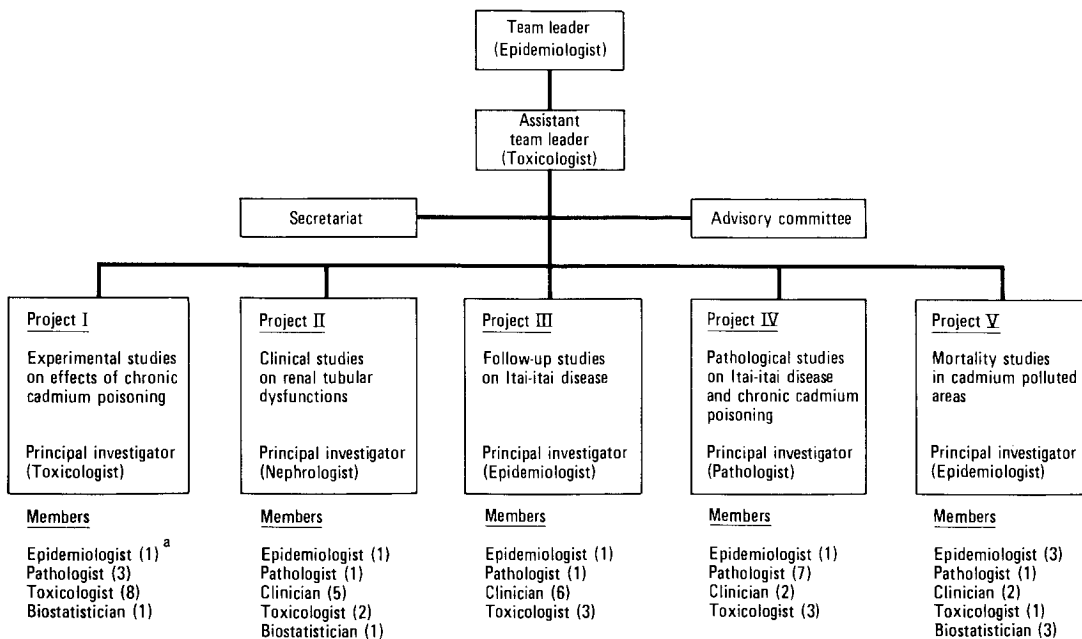 Team leader
(Epidemiologist)
Assistant
team leader
(Toxicologist)
Secretariat
Advisory committee
Project I
Experimental studies
on effects of chronic
cadmium poisoning
Principal investigator
(Toxicologist)
Project II
Clinical studies
on renal tubular
dysfunctions
Principal investigator
(Nephrologist)
Project III
Follow-up studies
on Itai-itai disease
Principal investigator
(Epidemiologist)
Project IV
Pathological studies
on Itai-itai disease
and chronic cadmium
poisoning
Principal investigator
(Pathologist)
Project V
Mortality studies
in cadmium polluted
areas
Principal investigator
(Epidemiologist)
Members
Epidemiologist (1) a
Pathologist (3)
Toxicologist (8)
Biostatistician (1)
Members
Epidemiologist (1)
Pathologist (1)
Clinician (5)
Toxicologist (2)
Biostatistician (1)
Members
Epidemiologist (1)
Pathologist (1)
Clinician (6)
Toxicologist (3)
Members
Epidemiologist (1)
Pathologist (7)
Clinician (2)
Toxicologist (3)
Members
Epidemiologist (3)
Pathologist (1)
Clinician (2)
Toxicologist (1)
Biostatistician (3)